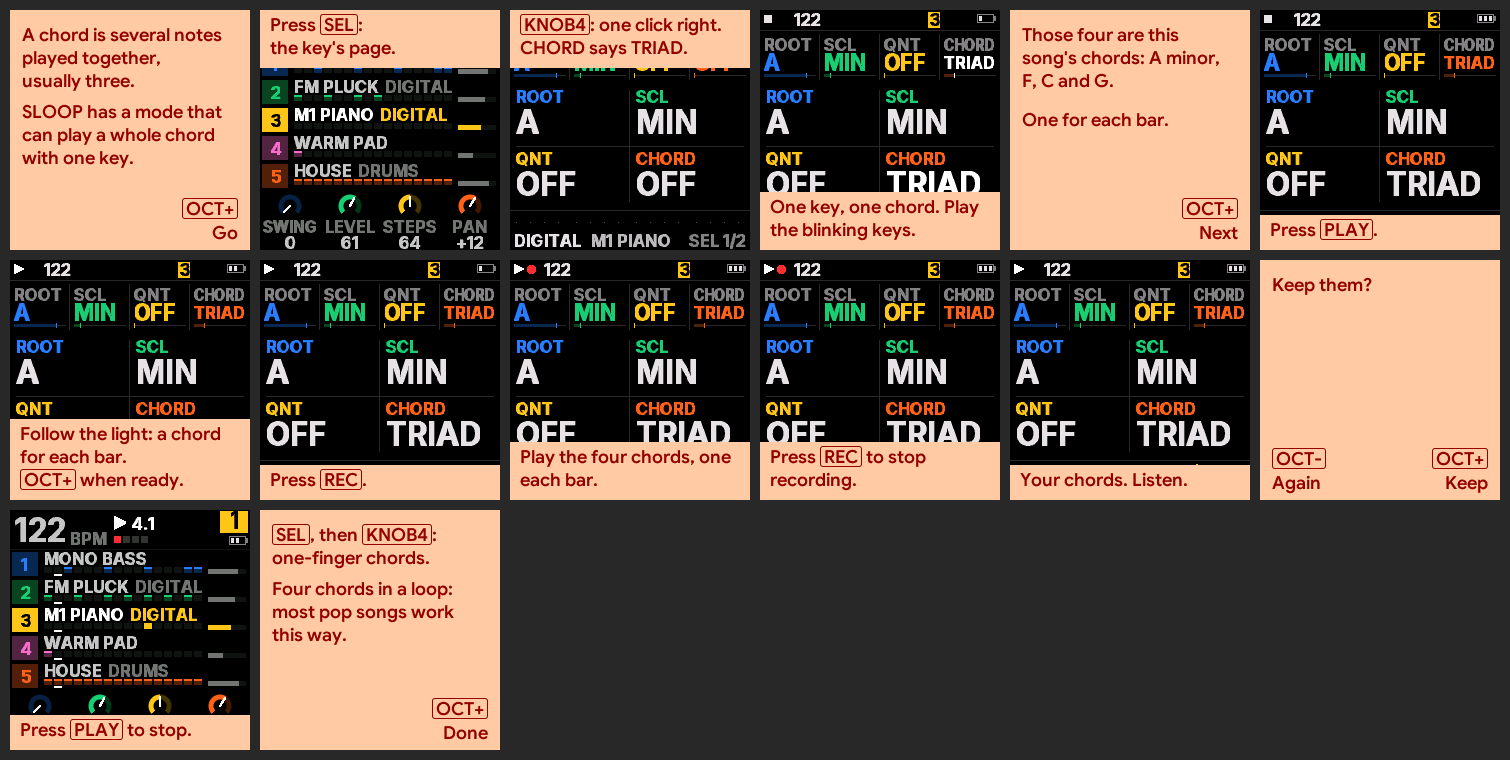 A chord is several notes
played together,
usually three.
SLOOP has a mode that
can play a whole chord
with one key.
OCT+
Go
Press SEL:
the key's page.
2 FM PLUCK DIGITAL
3 M1 PIANO DIGITAL
4 WARM PAD
5 HOUSE DRUMS
SWING LEVEL STEPS PAN
0 61 64 +12
KNOB4: one click right.
CHORD says TRIAD.
ROOT SCL
A MIN
QNT CHORD
OFF OFF
DIGITAL M1 PIANO SEL 1/2
122 3
ROOT SCL QNT CHORD
A MIN OFF TRIAD
ROOT SCL
A MIN
QNT CHORD
OFF TRIAD
One key, one chord. Play
the blinking keys.
Those four are this
song's chords: A minor,
F, C and G.
One for each bar.
OCT+
Next
122 3
ROOT SCL QNT CHORD
A MIN OFF TRIAD
ROOT SCL
A MIN
QNT CHORD
OFF TRIAD
Press PLAY.
122 3
ROOT SCL QNT CHORD
A MIN OFF TRIAD
ROOT SCL
A MIN
QNT CHORD
Follow the light: a chord
for each bar.
OCT+ when ready.
122 3
ROOT SCL QNT CHORD
A MIN OFF TRIAD
ROOT SCL
A MIN
QNT CHORD
OFF TRIAD
Press REC.
122 3
ROOT SCL QNT CHORD
A MIN OFF TRIAD
ROOT SCL
A MIN
QNT CHORD
OFF TRIAD
Play the four chords, one
each bar.
122 3
ROOT SCL QNT CHORD
A MIN OFF TRIAD
ROOT SCL
A MIN
QNT CHORD
OFF TRIAD
Press REC to stop
recording.
122 3
ROOT SCL QNT CHORD
A MIN OFF TRIAD
ROOT SCL
A MIN
QNT CHORD
OFF TRIAD
Your chords. Listen.
Keep them?
OCT- OCT+
Again Keep
122 BPM 4.1 1
1 MONO BASS
2 FM PLUCK DIGITAL
3 M1 PIANO DIGITAL
4 WARM PAD
5 HOUSE DRUMS
Press PLAY to stop.
SEL, then KNOB4:
one-finger chords.
Four chords in a loop:
most pop songs work
this way.
OCT+
Done